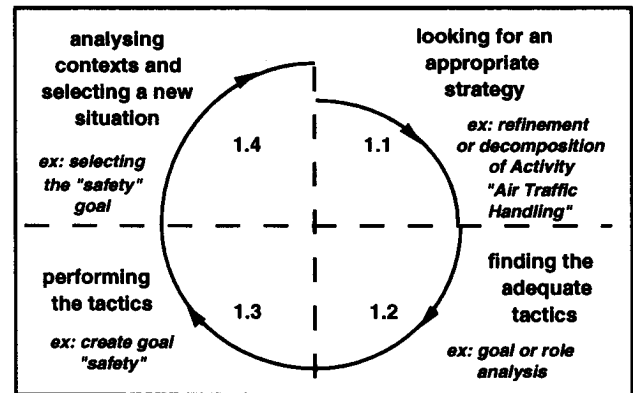 analysing
contexts and
selecting a new
situation
ex: selecting
the "safety"
goal
1.4
looking for an
appropriate
strategy
ex: refinement
or decomposition
of Activity
"Air Traffic
Handling"
1.1
performing
the tactics
ex: create goal
"safety"
1.3
finding the
adequate
tactics
ex: goal or role
analysis
1.2